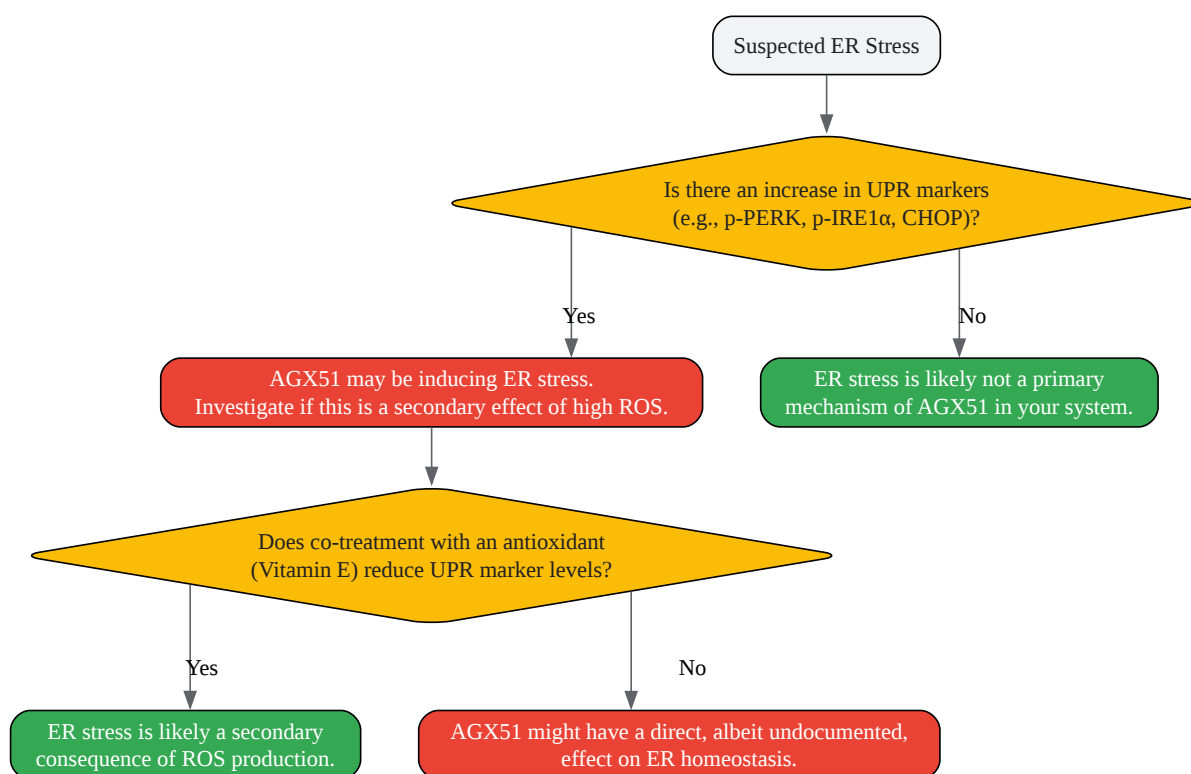 Suspected ER Stress
Is there an increase in UPR markers
(e.g., p-PERK, p-IRE1α, CHOP)?
Yes
No
AGX51 may be inducing ER stress.
Investigate if this is a secondary effect of high ROS.
ER stress is likely not a primary
mechanism of AGX51 in your system.
Does co-treatment with an antioxidant
(Vitamin E) reduce UPR marker levels?
Yes
No
ER stress is likely a secondary
consequence of ROS production.
AGX51 might have a direct, albeit undocumented,
effect on ER homeostasis.